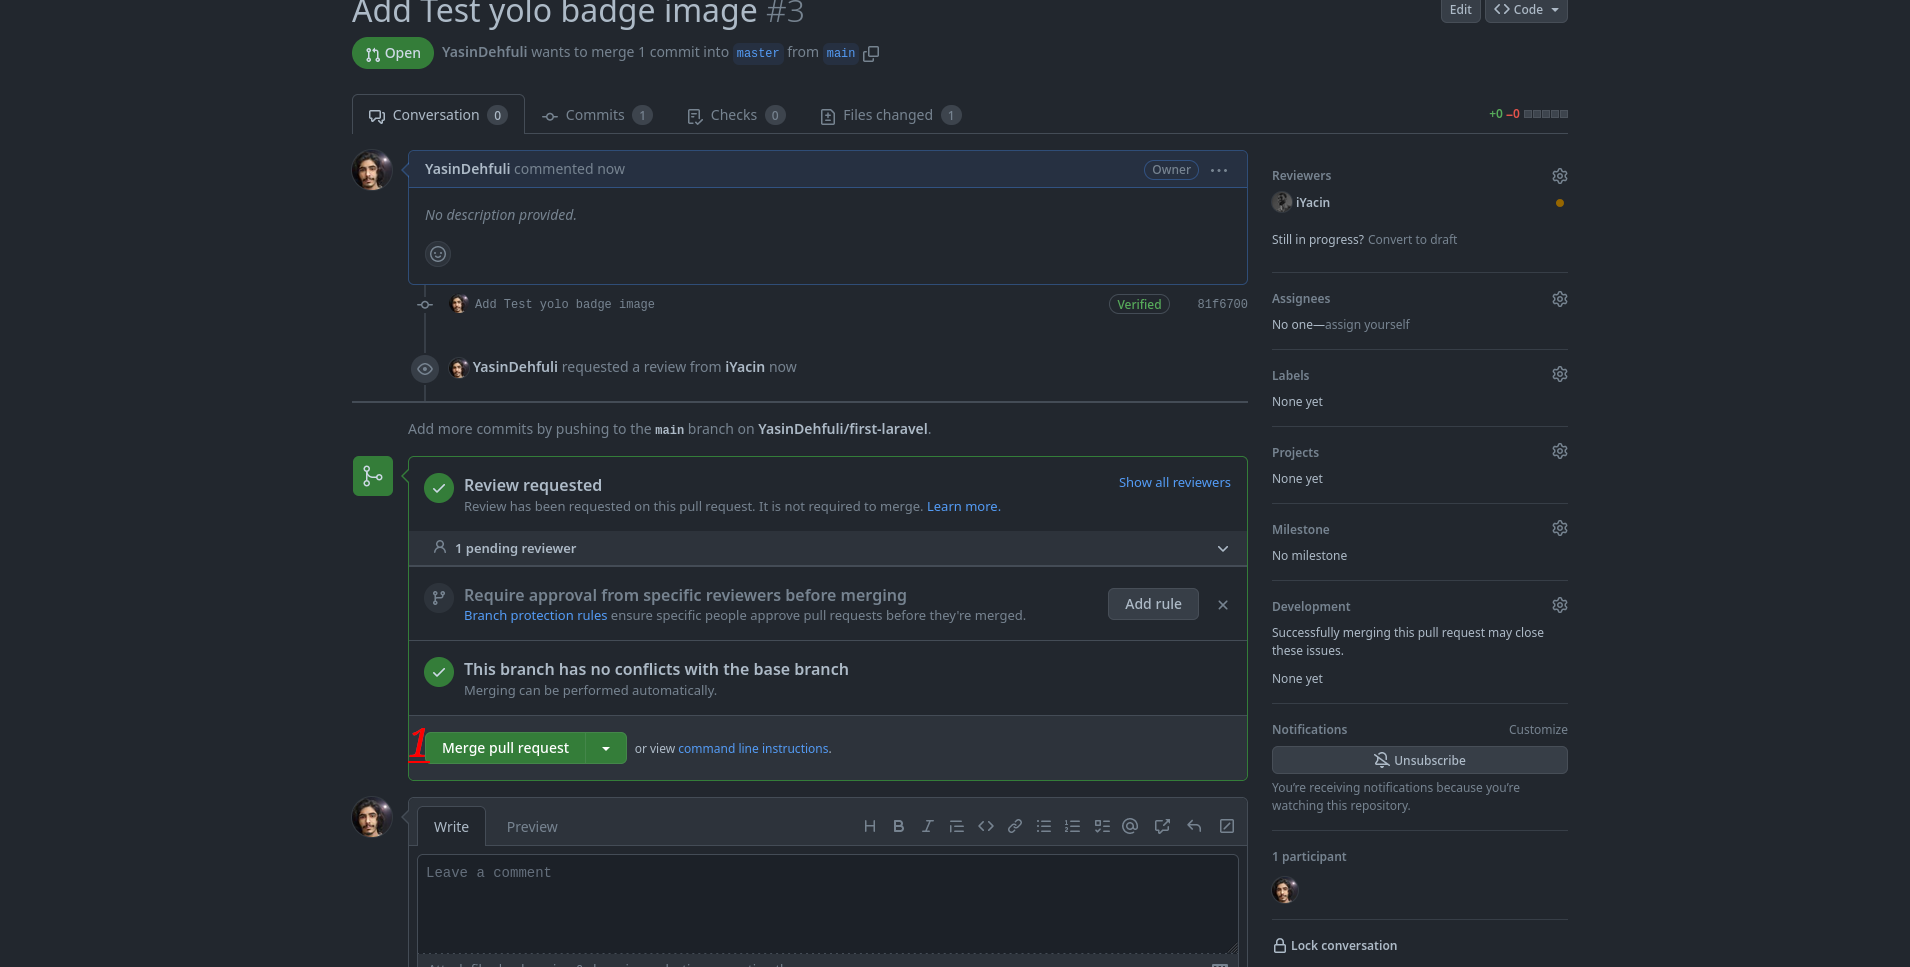 Add Test yolo badge image #3
Edit
Code
Open
YasinDehfuli wants to merge 1 commit into master from main
Conversation 0
Commits 1
Checks 0
Files changed 1
+0 −0
YasinDehfuli commented now
Owner
No description provided.
Add Test yolo badge image
Verified
81f6700
YasinDehfuli requested a review from iYacin now
Add more commits by pushing to the main branch on YasinDehfuli/first-laravel.
Review requested
Show all reviewers
Review has been requested on this pull request. It is not required to merge. Learn more.
1 pending reviewer
Require approval from specific reviewers before merging
Branch protection rules ensure specific people approve pull requests before they're merged.
Add rule
This branch has no conflicts with the base branch
Merging can be performed automatically.
1
Merge pull request
or view command line instructions.
Write
Preview
Leave a comment
Reviewers
iYacin
Still in progress? Convert to draft
Assignees
No one—assign yourself
Labels
None yet
Projects
None yet
Milestone
No milestone
Development
Successfully merging this pull request may close
these issues.
None yet
Notifications
Customize
Unsubscribe
You're receiving notifications because you're
watching this repository.
1 participant
Lock conversation